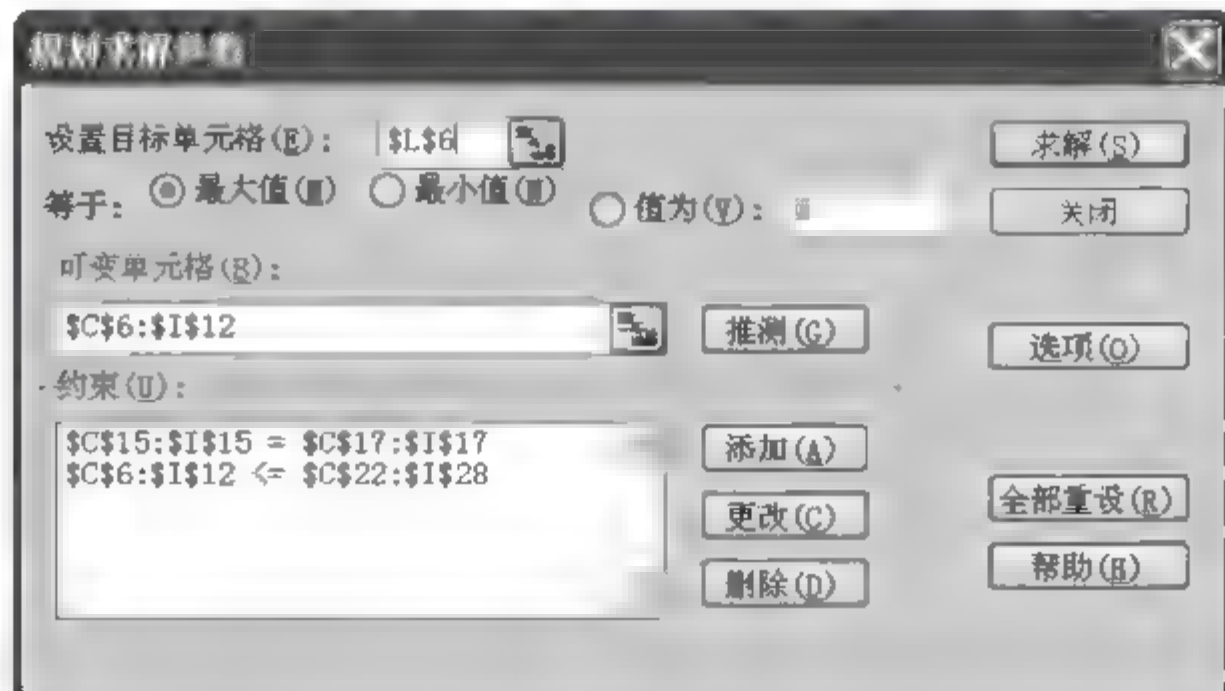 规划求解参数
设置目标单元格(E): $L$6 求解(S)
等于: 最大值(M) 最小值(N) 值为(V): 0 关闭
可变单元格(B):
$C$6:$I$12 推测(G) 选项(O)
约束(U):
$C$15:$I$15 = $C$17:$I$17 添加(A)
$C$6:$I$12 <= $C$22:$I$28
更改(C) 全部重设(R)
删除(D) 帮助(H)